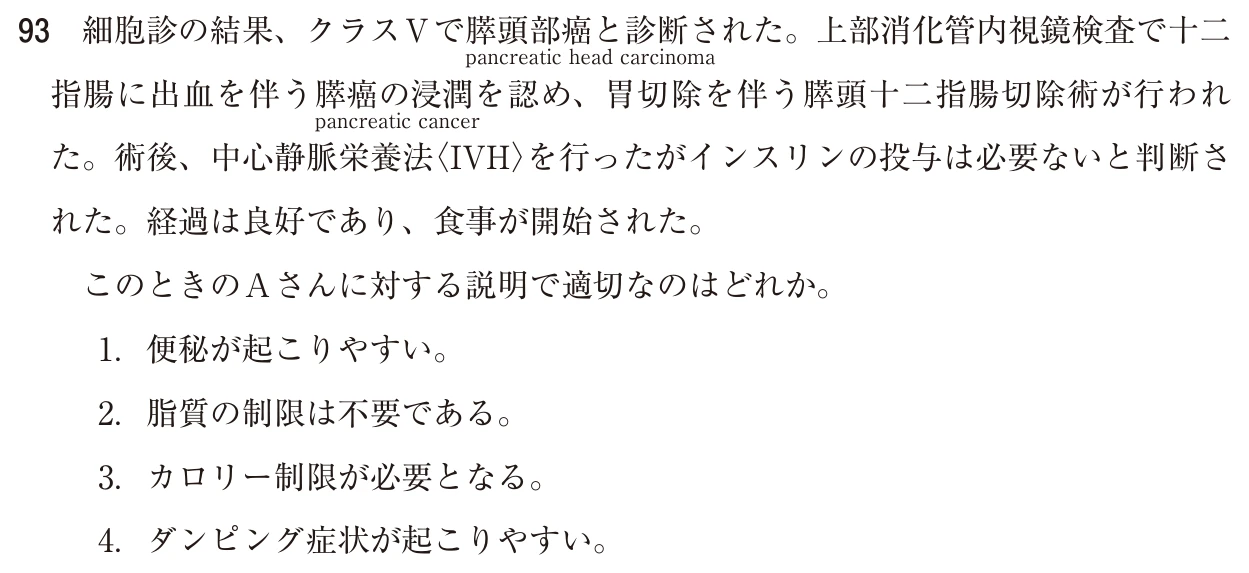 93 細胞診の結果、クラスⅤで膵頭部癌と診断された。上部消化管内視鏡検査で十二
pancreatic head carcinoma
指腸に出血を伴う膵癌の浸潤を認め、胃切除を伴う膵頭十二指腸切除術が行われ
pancreatic cancer
た。術後、中心静脈栄養法〈IVH〉を行ったがインスリンの投与は必要ないと判断さ
れた。経過は良好であり、食事が開始された。
このときのAさんに対する説明で適切なのはどれか。
1. 便秘が起こりやすい。
2. 脂質の制限は不要である。
3. カロリー制限が必要となる。
4. ダンピング症状が起こりやすい。